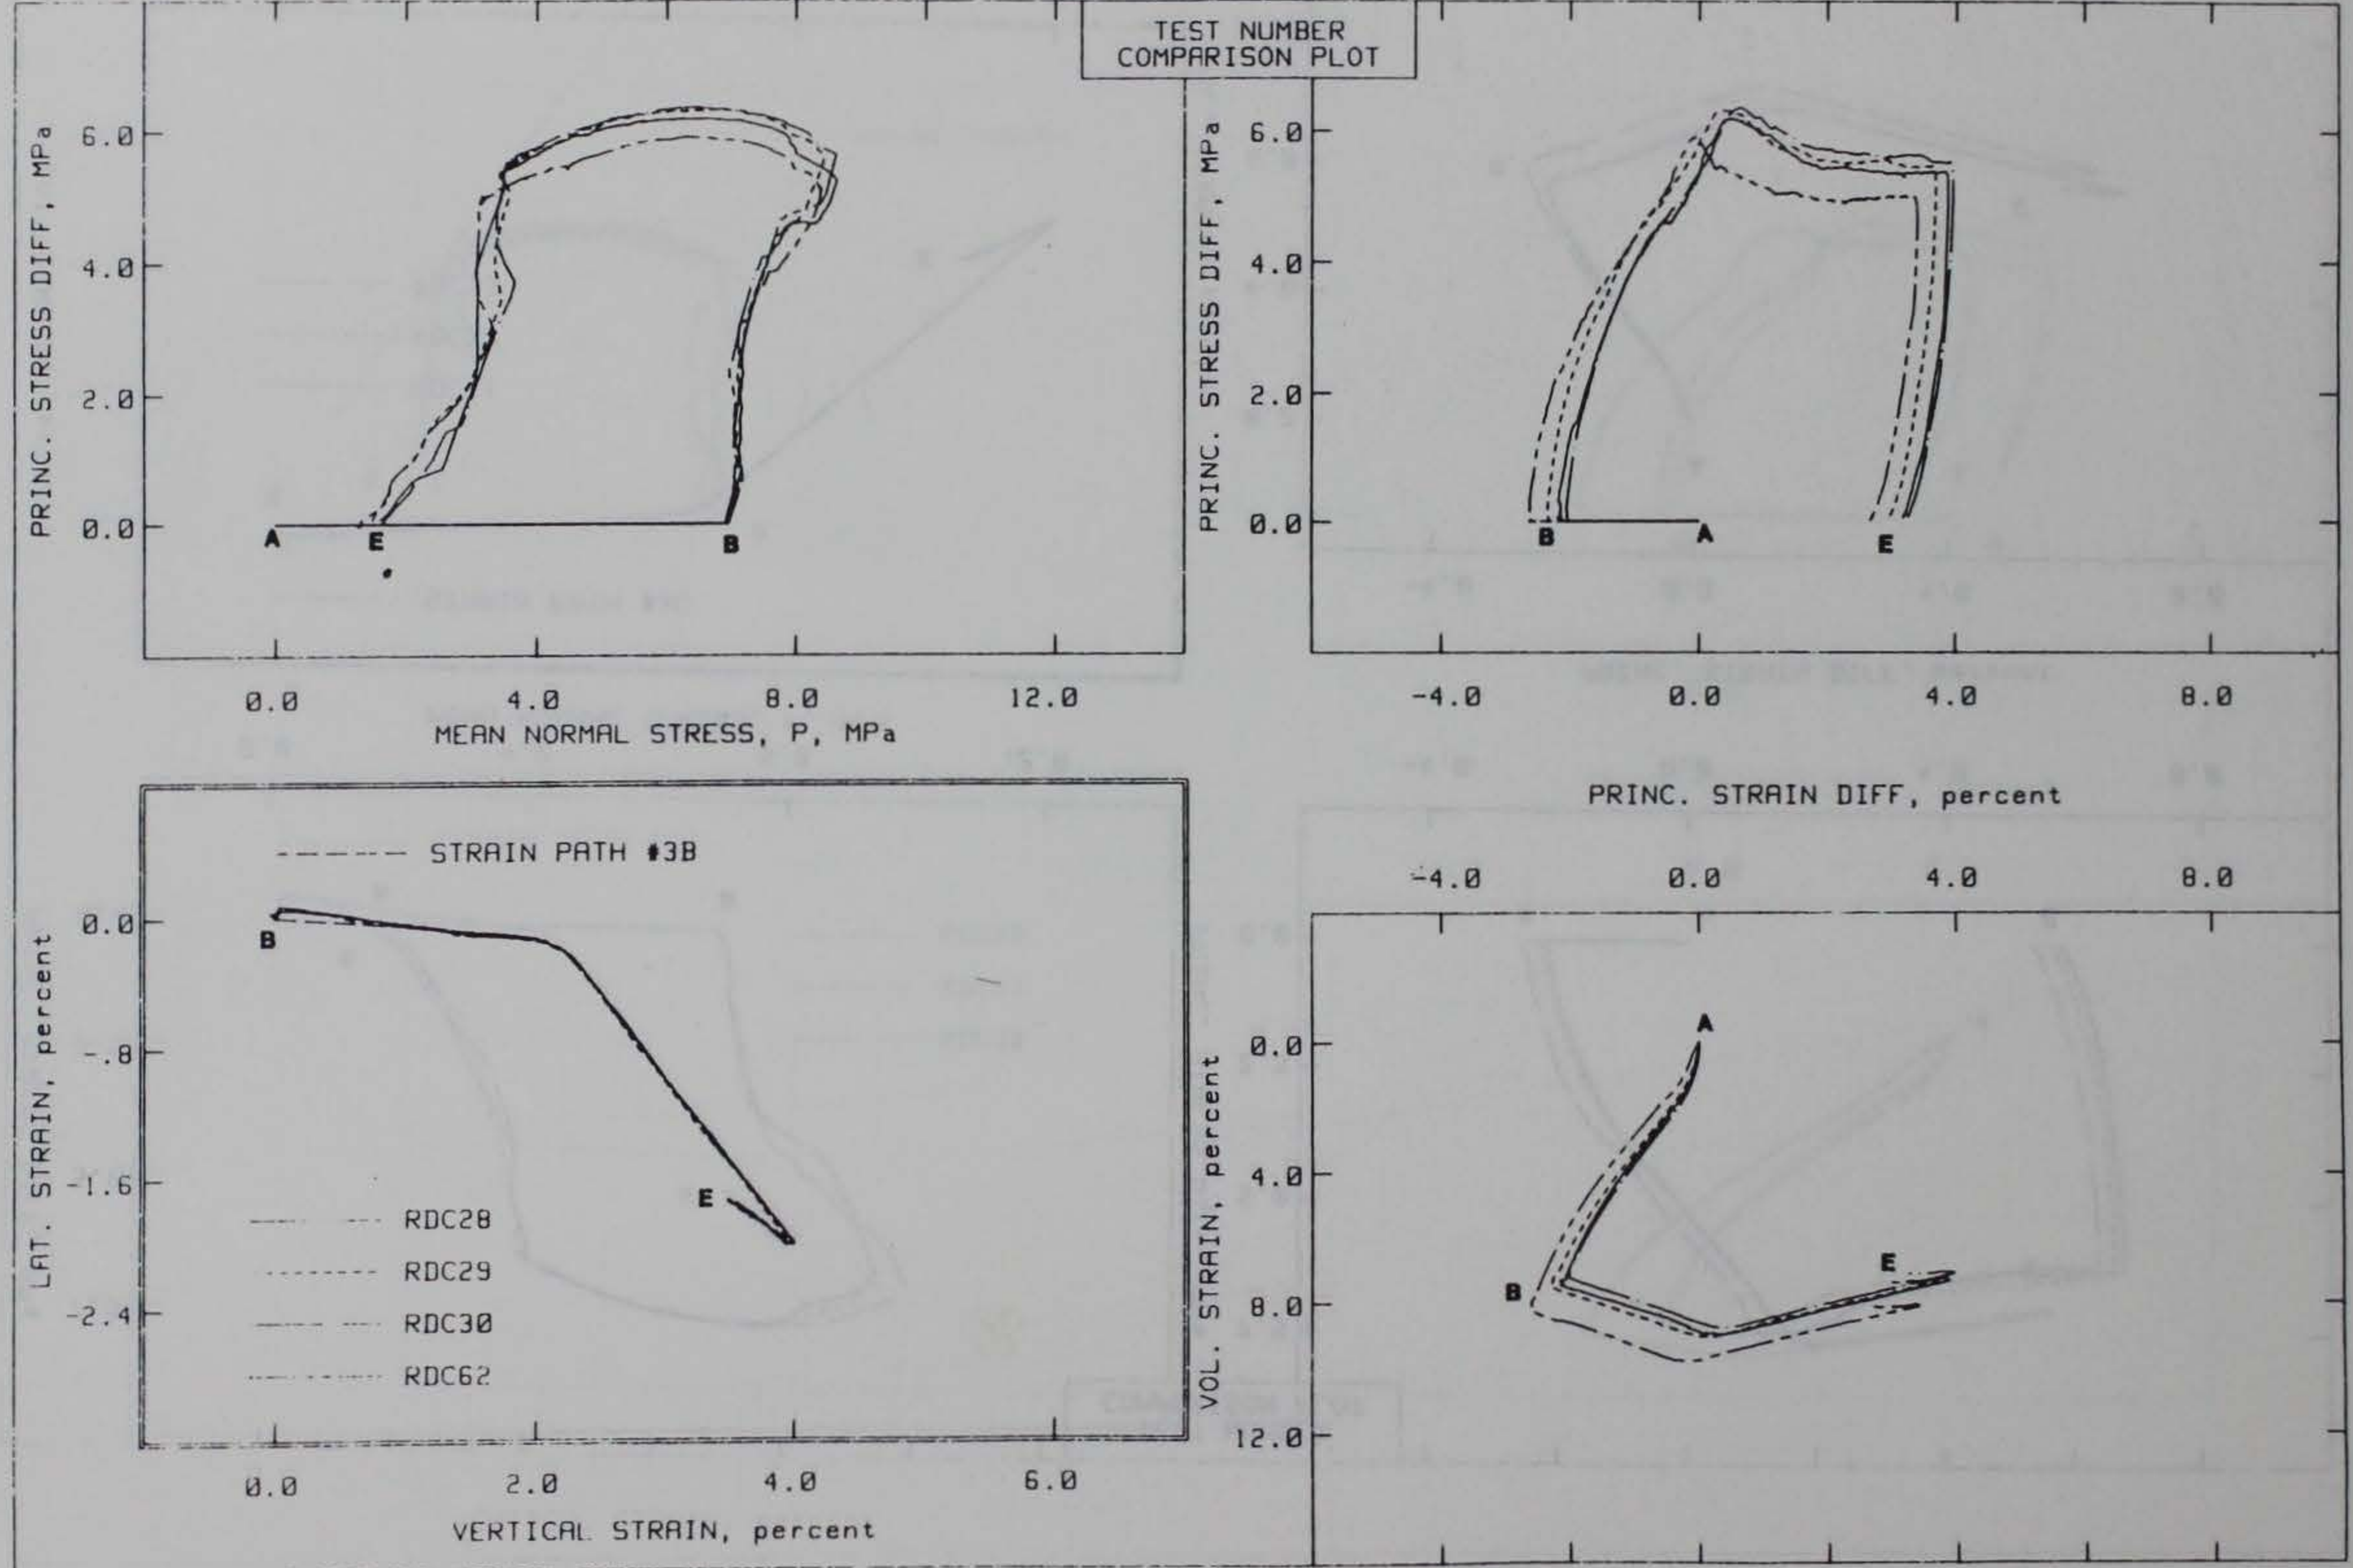 TEST NUMBER
COMPARISON PLOT
PRINC. STRESS DIFF, MPa
6.0
4.0
2.0
0.0
A
E
B
0.0
4.0
8.0
12.0
MEAN NORMAL STRESS, P, MPa
PRINC. STRESS DIFF, MPa
6.0
4.0
2.0
0.0
B
A
E
-4.0
0.0
4.0
8.0
PRINC. STRAIN DIFF, percent
LAT. STRAIN, percent
STRAIN PATH #3B
0.0
-.8
-1.6
-2.4
B
E
RDC28
RDC29
RDC30
RDC62
0.0
2.0
4.0
6.0
VERTICAL STRAIN, percent
-4.0
0.0
4.0
8.0
VOL. STRAIN, percent
0.0
4.0
8.0
12.0
A
B
E